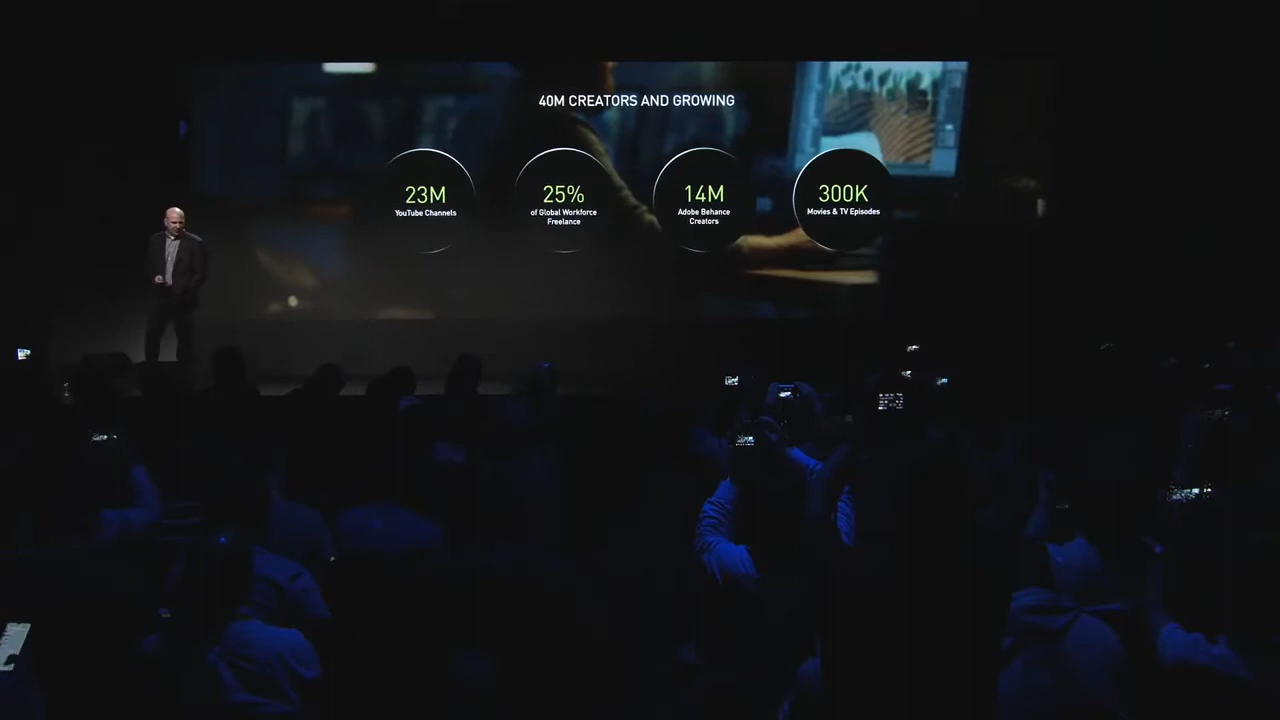 40M CREATORS AND GROWING
23M
YouTube Channels
25%
of Global Workforce
Freelance
14M
Adobe Behance
Creators
300K
Movies & TV Episodes